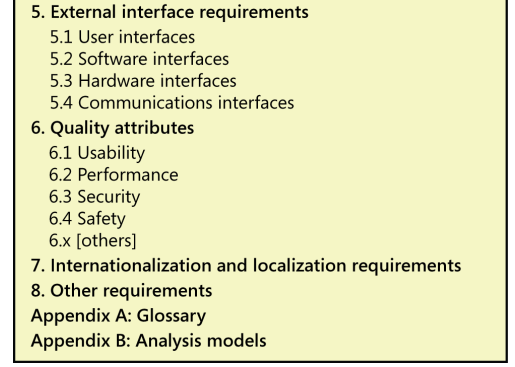 5. External interface requirements
5.1 User interfaces
5.2 Software interfaces
5.3 Hardware interfaces
5.4 Communications interfaces
6. Quality attributes
6.1 Usability
6.2 Performance
6.3 Security
6.4 Safety
6.x [others]
7. Internationalization and localization requirements
8. Other requirements
Appendix A: Glossary
Appendix B: Analysis models